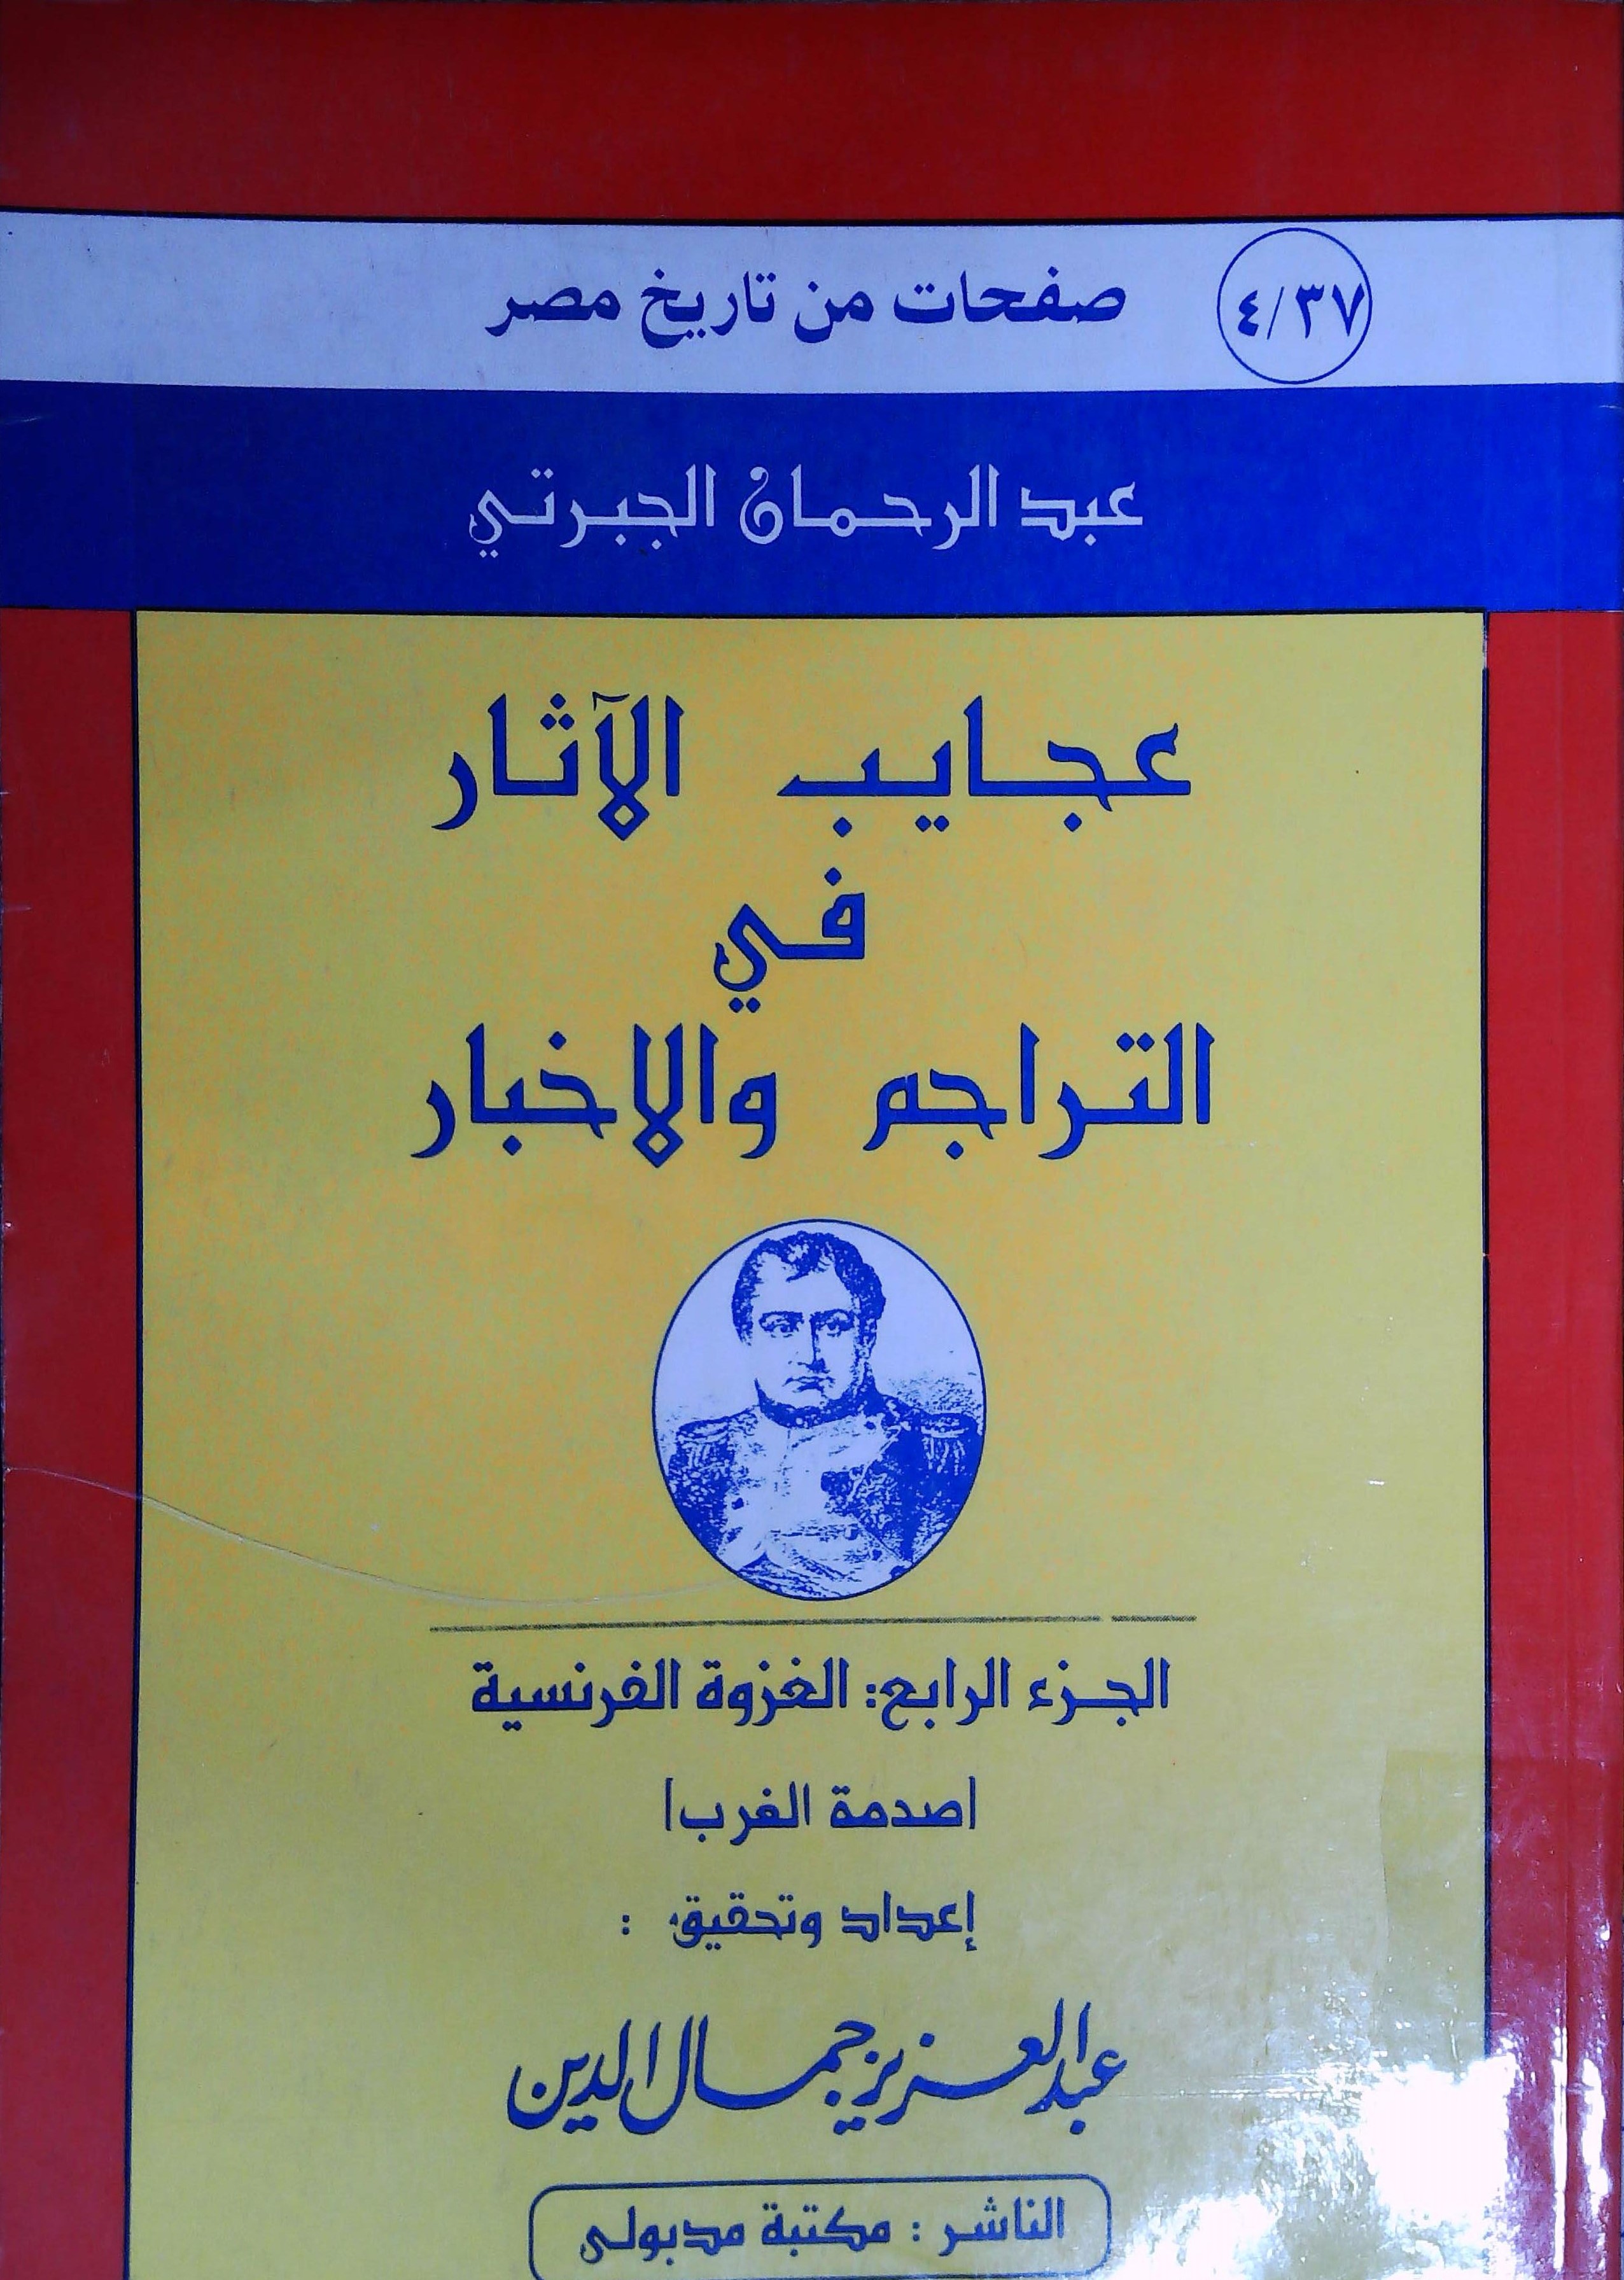 ٤/٣٧ صفحات من تاريخ مصر
عبد الرحمان الجبرتي
عجايب الآثار
في
التراجم والاخبار
الجزء الرابع: الغزوة الفرنسية
(صدمة الغرب)
إعداد وتحقيق :
عبد العزيز جمال الدين
الناشر : مكتبة مدبولى